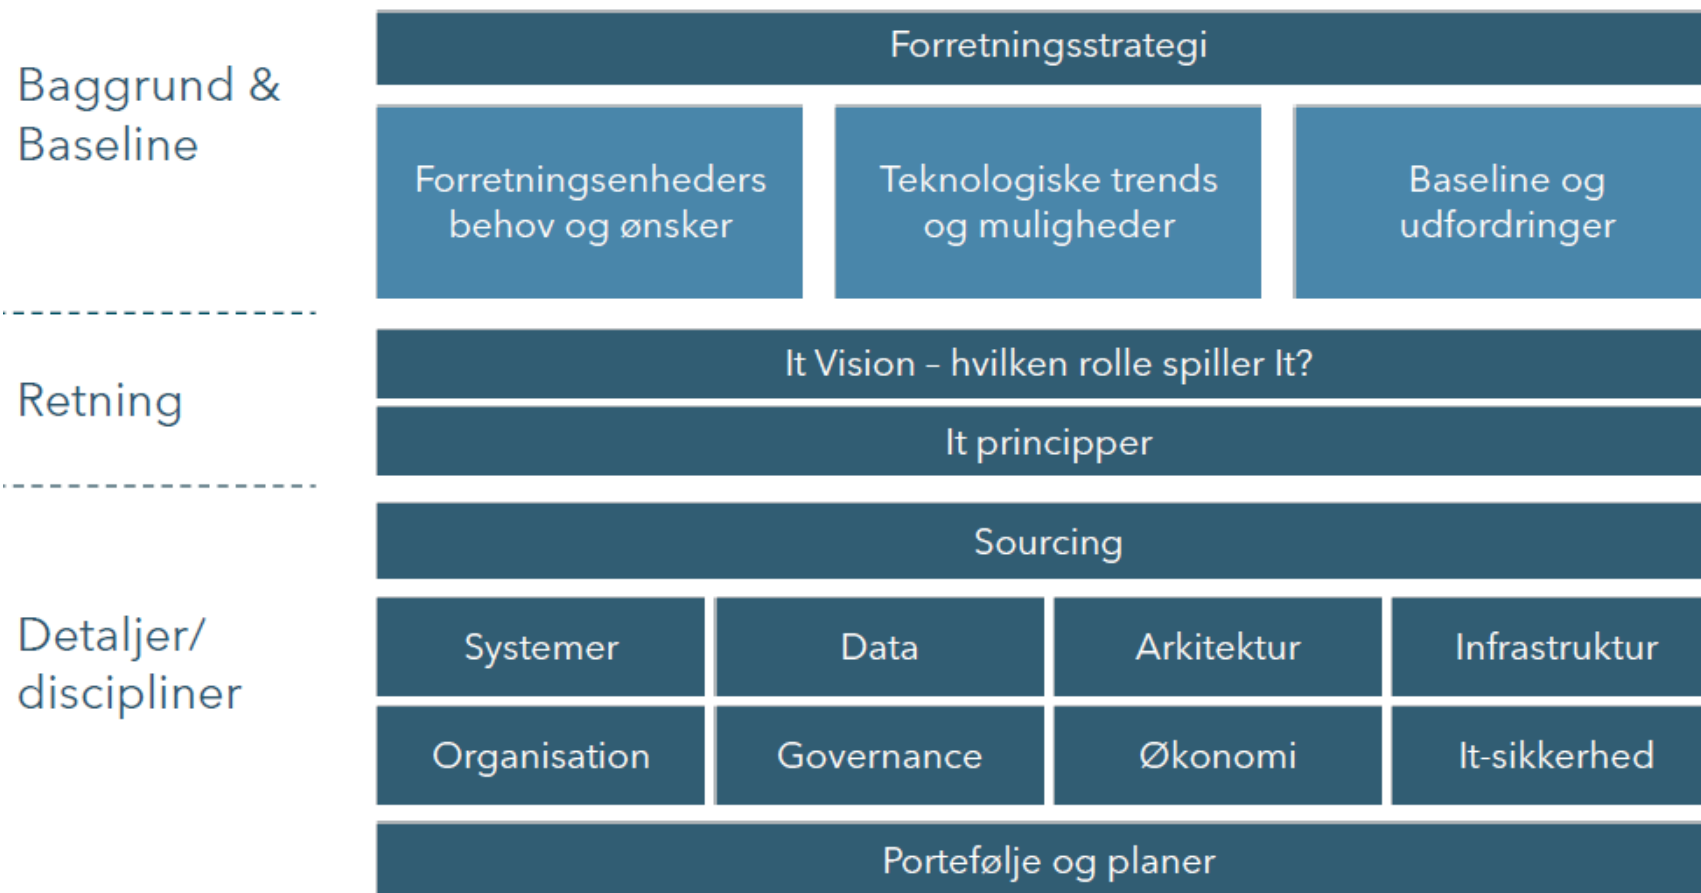 Baggrund &
Baseline
Forretningsstrategi
Forretningsenheders
behov og ønsker
Teknologiske trends
og muligheder
Baseline og
udfordringer
Retning
It Vision – hvilken rolle spiller It?
It principper
Detaljer/
discipliner
Sourcing
Systemer
Data
Arkitektur
Infrastruktur
Organisation
Governance
Økonomi
It-sikkerhed
Portefølje og planer